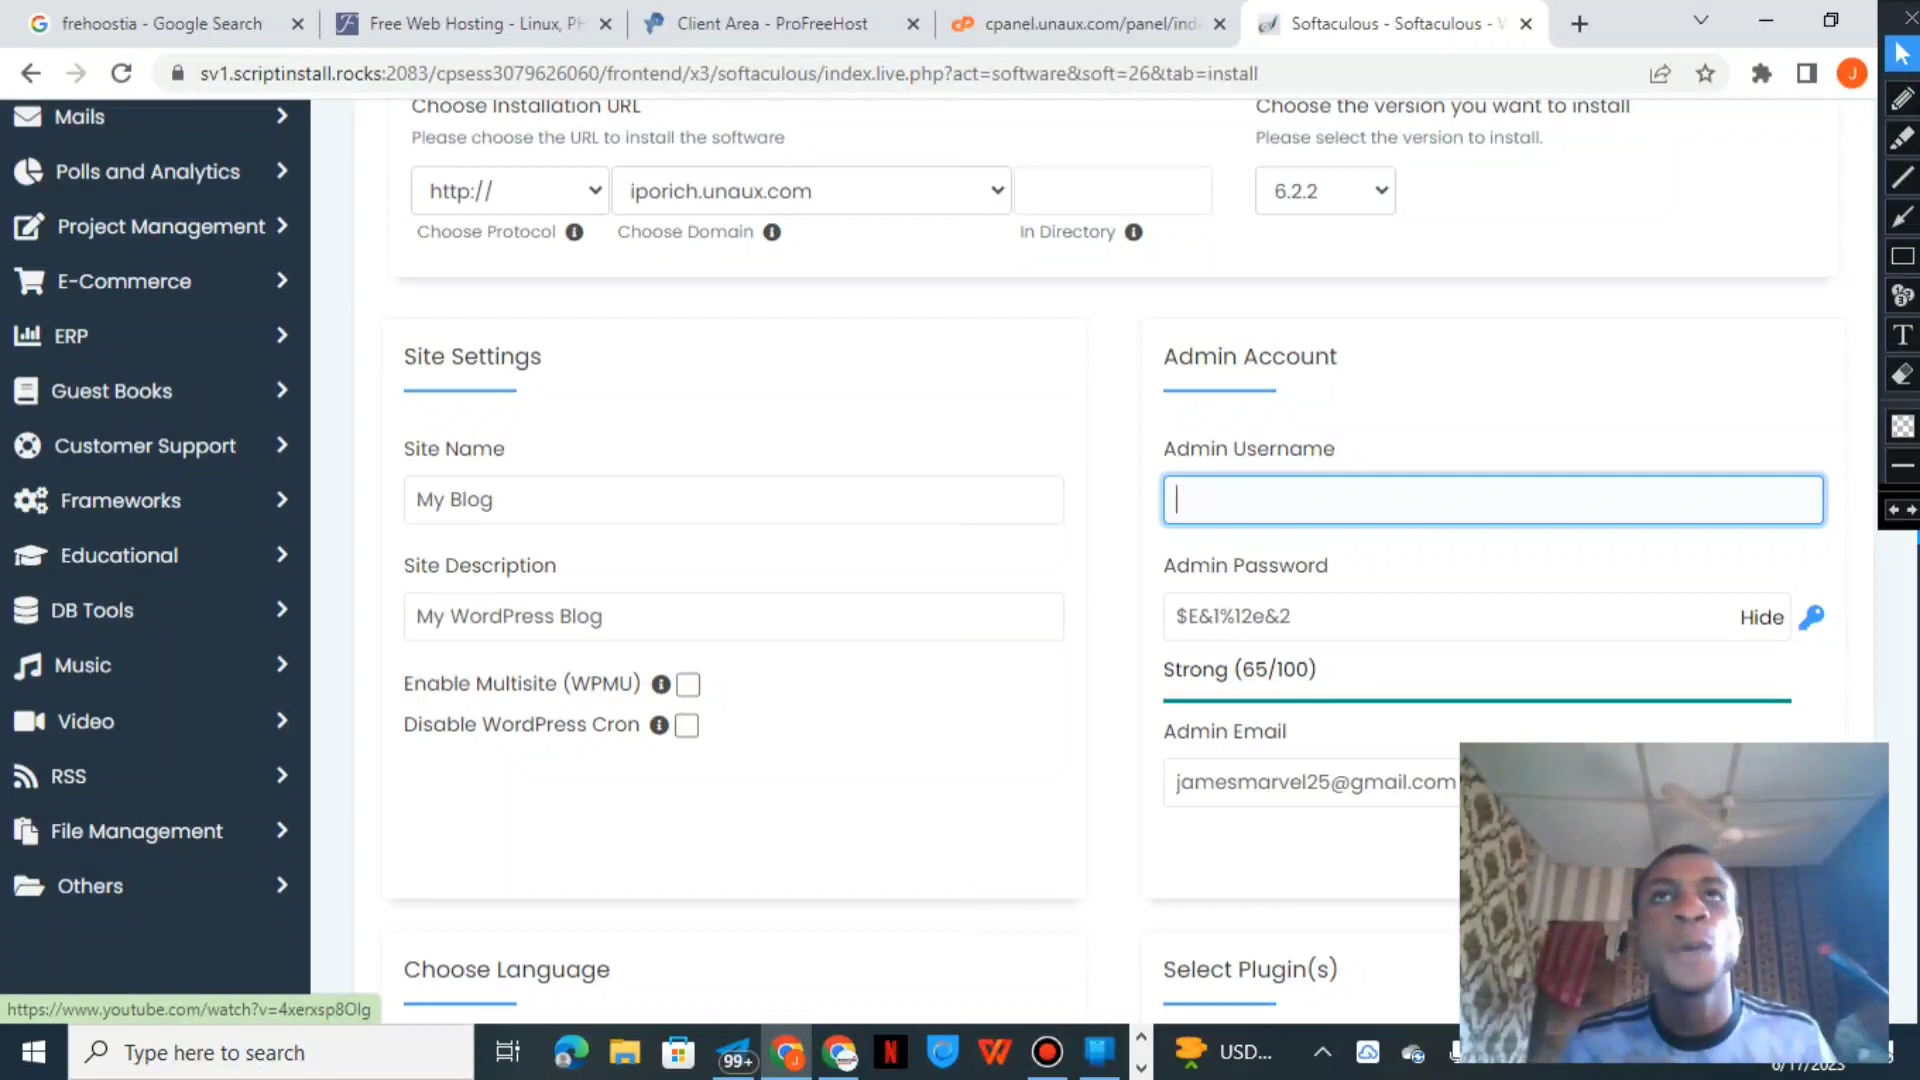 frehoostia - Google Search
Free Web Hosting - Linux, PH
Client Area - ProFreeHost
cpanel.unaux.com/panel/ind
Softaculous - Softaculous - W
sv1.scriptinstall.rocks:2083/cpsess3079626060/frontend/x3/softaculous/index.live.php?act=software&soft=26&tab=install
J
Mails
Polls and Analytics
Project Management
E-Commerce
ERP
Guest Books
Customer Support
Frameworks
Educational
DB Tools
Music
Video
RSS
File Management
Others
Choose Installation URL
Please choose the URL to install the software
http://
iporich.unaux.com
Choose Protocol
Choose Domain
In Directory
Choose the version you want to install
Please select the version to install.
6.2.2
Site Settings
Site Name
My Blog
Site Description
My WordPress Blog
Enable Multisite (WPMU)
Disable WordPress Cron
Admin Account
Admin Username
Admin Password
$E&1%12e&2
Hide
Strong (65/100)
Admin Email
jamesmarvel25@gmail.com
Choose Language
Select Plugin(s)
https://www.youtube.com/watch?v=4xerxsp8OIg
Type here to search
99+
USD...
6/17/2023